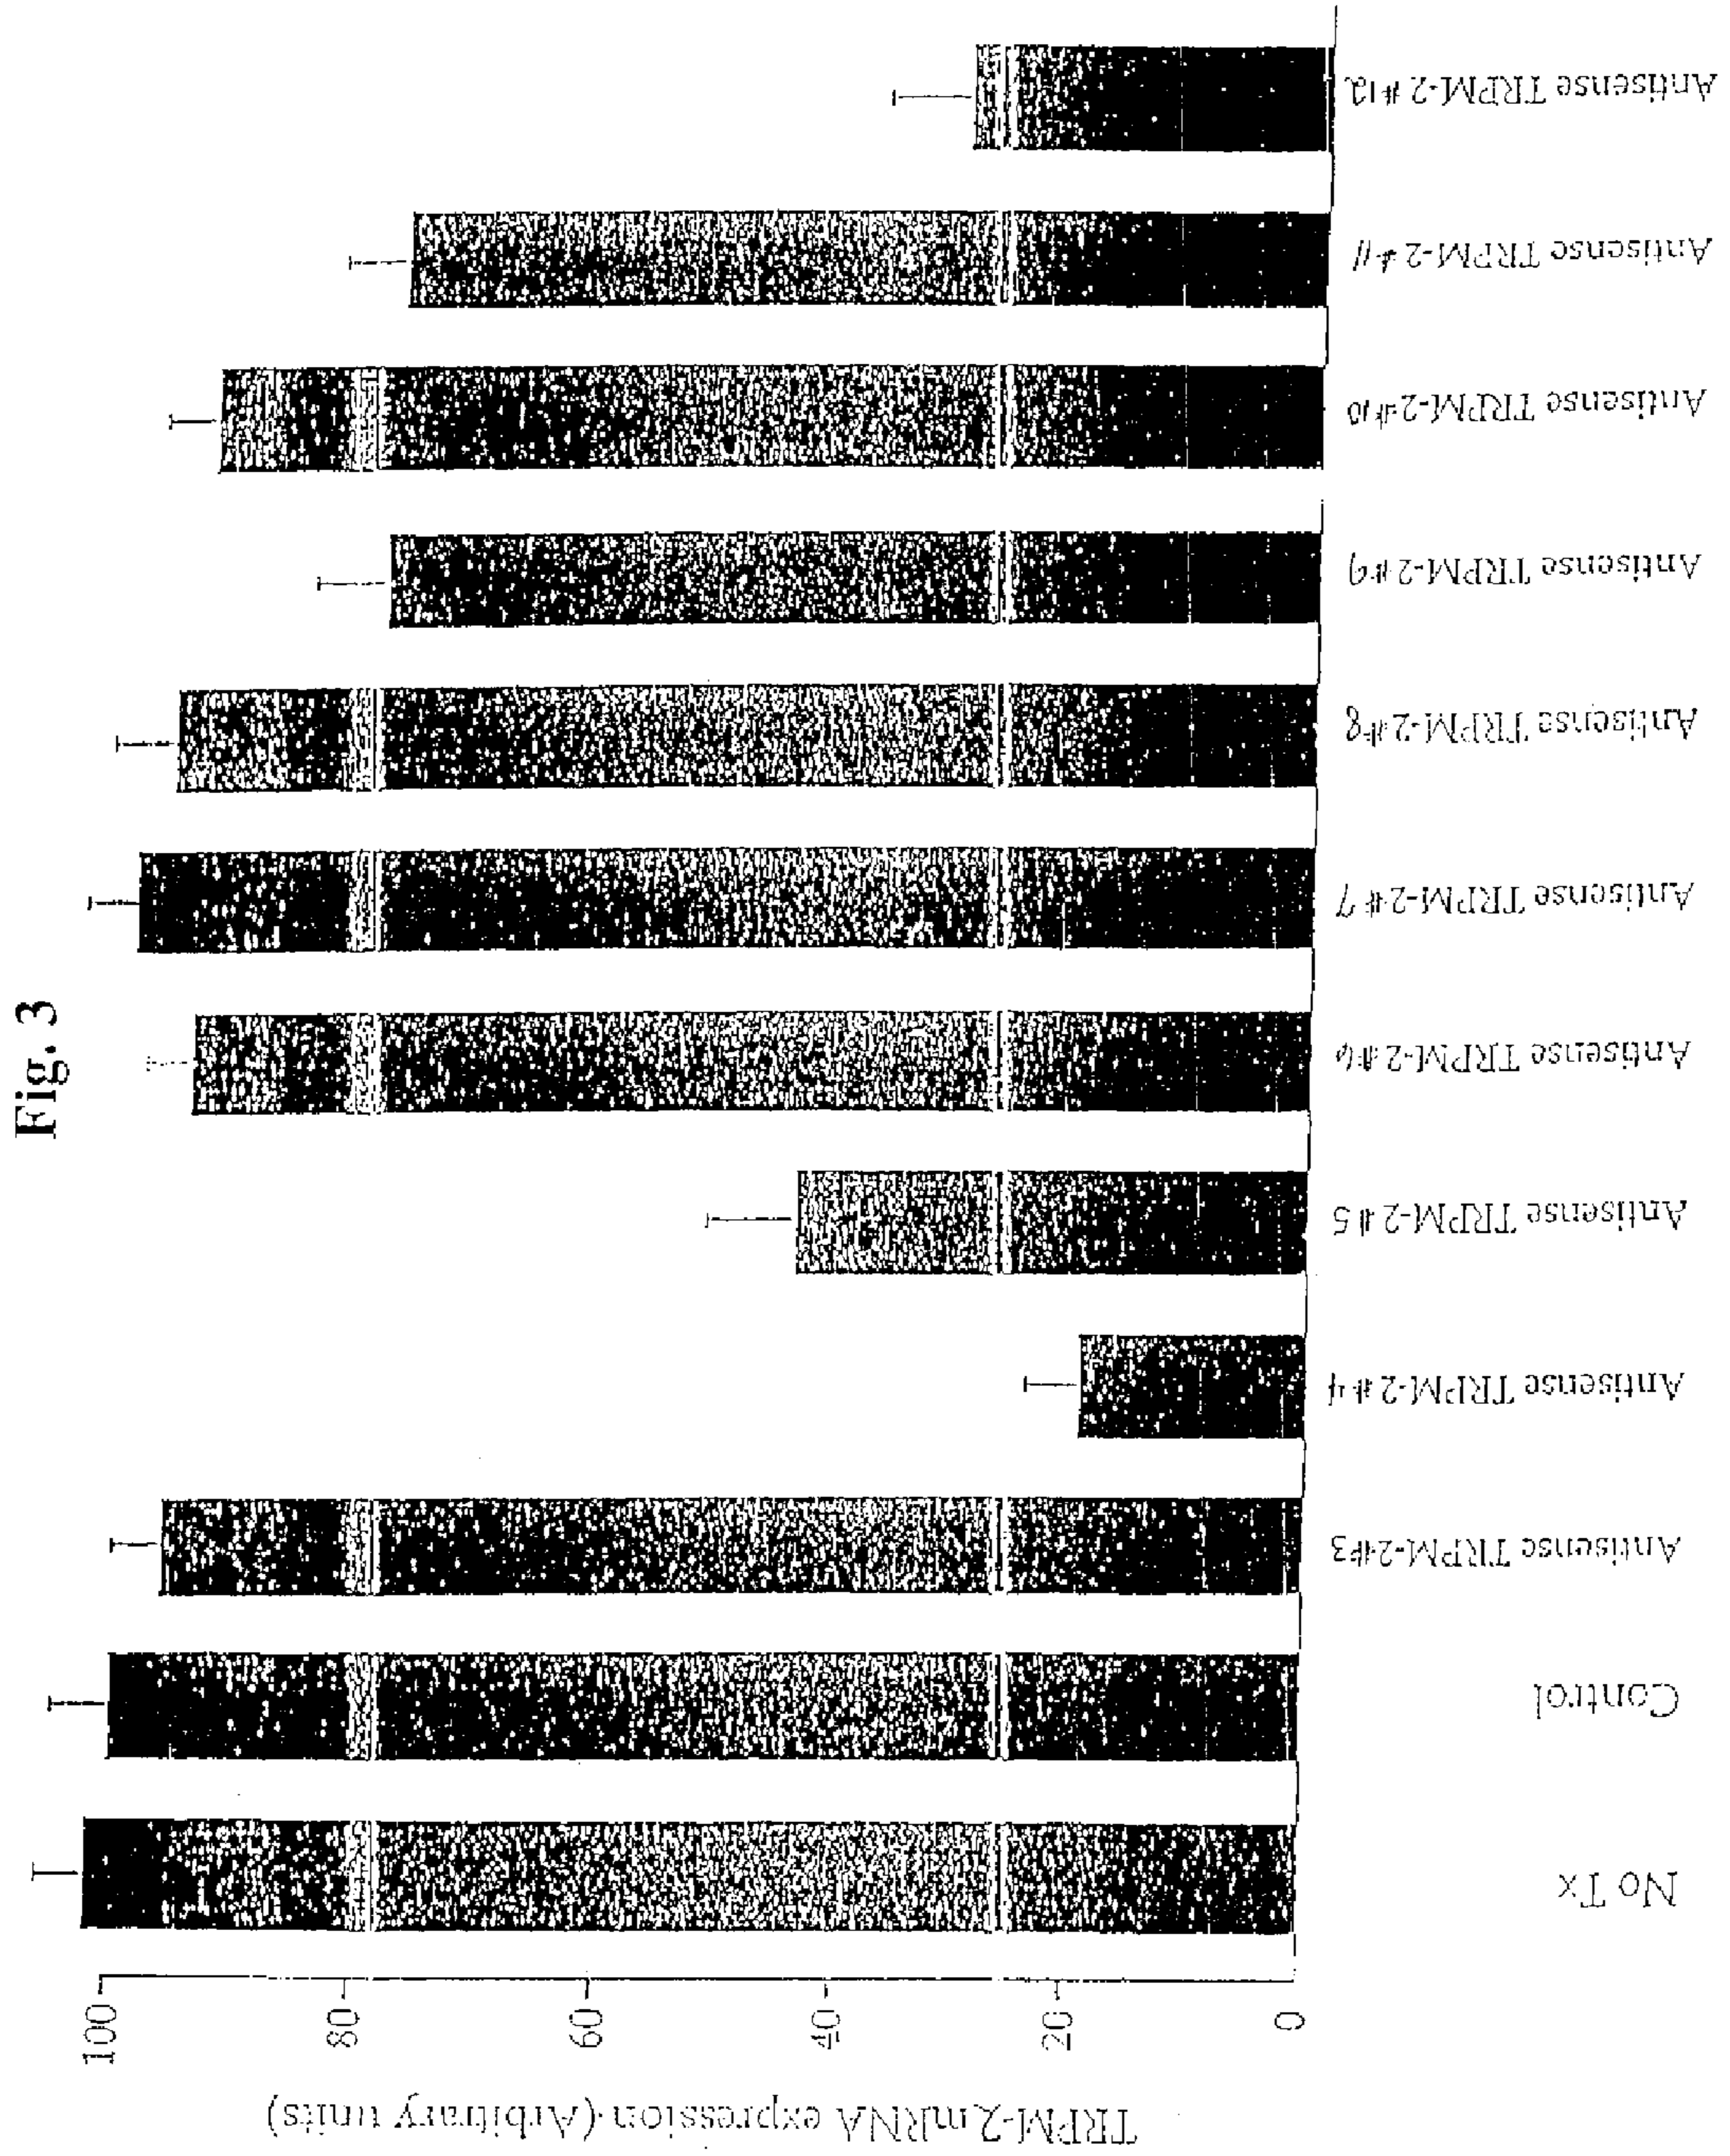 Fig. 3
TRPM-2 mRNA expression (Arbitrary units)
100
80
60
40
20
0
No Tx
Control
Antisense TRPM-2#3
Antisense TRPM-2#4
Antisense TRPM-2#5
Antisense TRPM-2#6
Antisense TRPM-2#7
Antisense TRPM-2#8
Antisense TRPM-2#9
Antisense TRPM-2#10
Antisense TRPM-2#11
Antisense TRPM-2#12